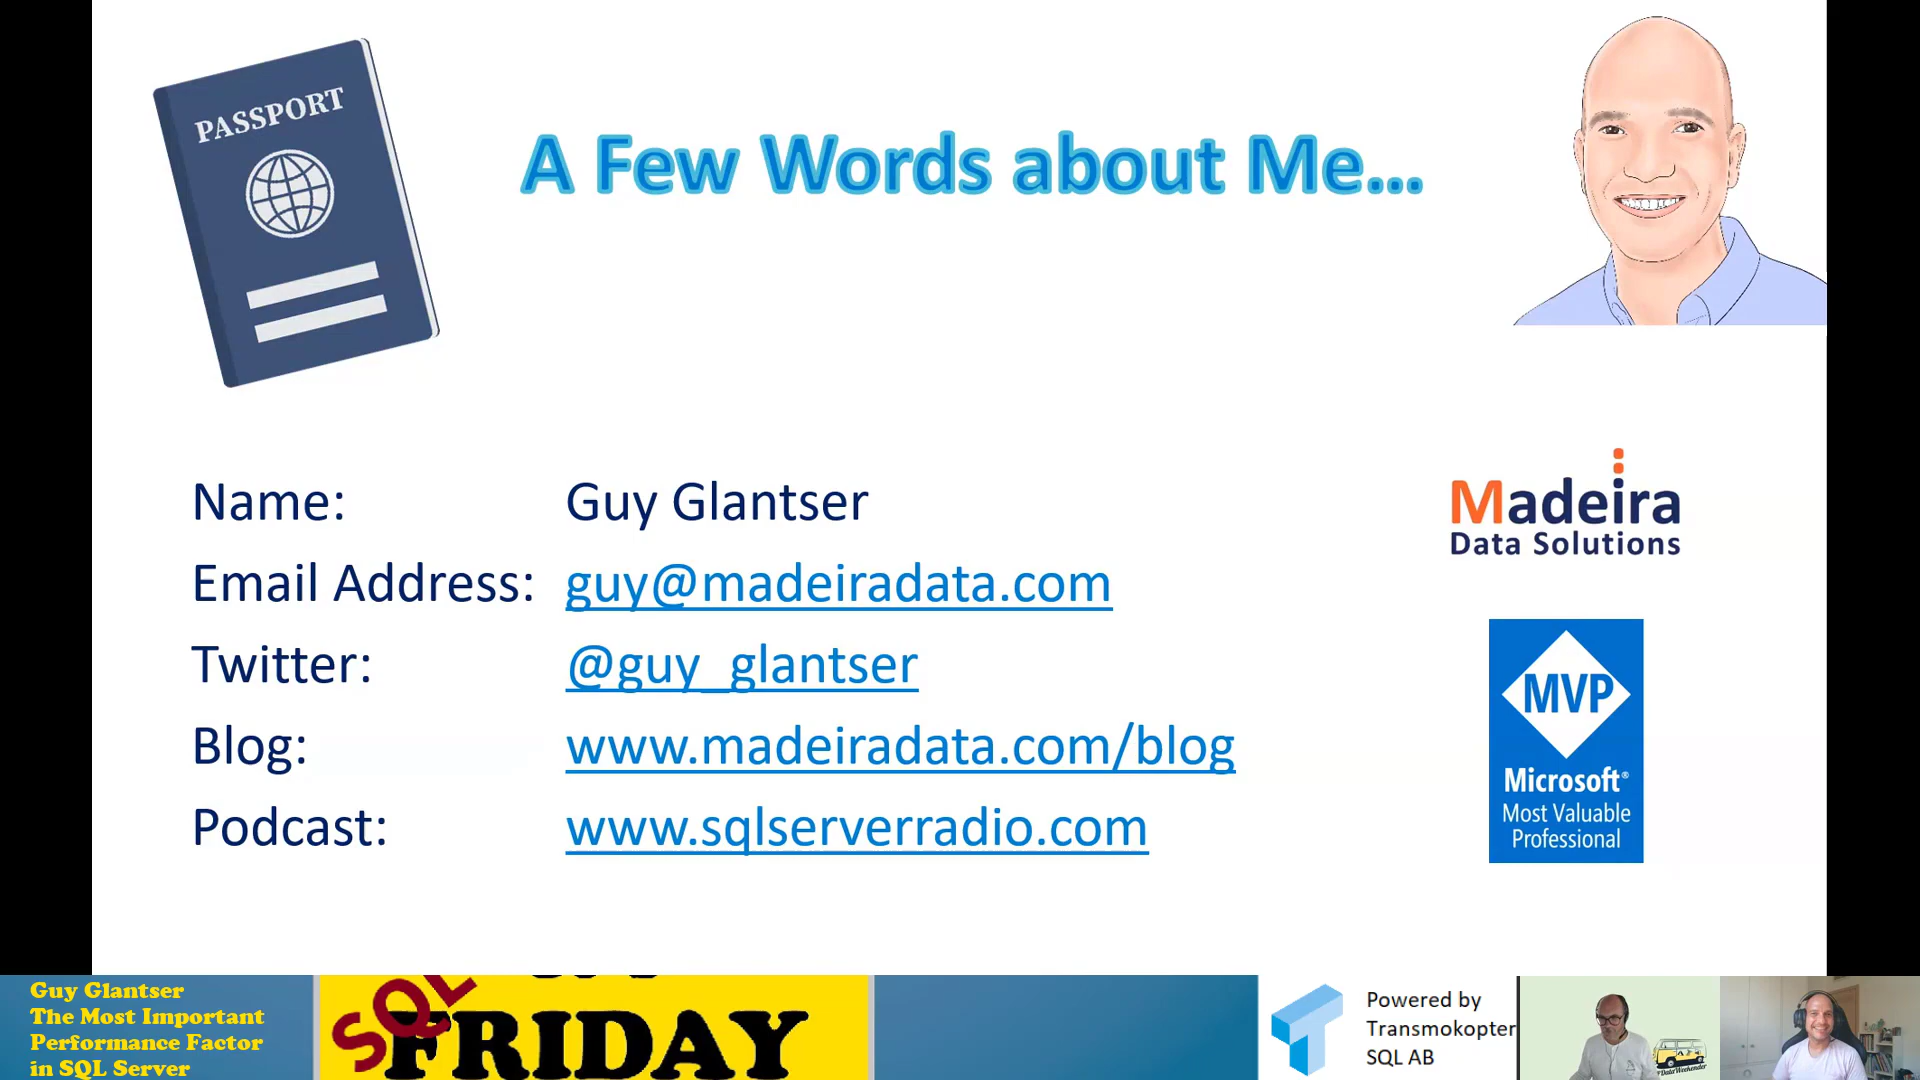 PASSPORT
A Few Words about Me...
Name: Guy Glantser
Email Address: guy@madeiradata.com
Twitter: @guy_glantser
Blog: www.madeiradata.com/blog
Podcast: www.sqlserverradio.com
Madeira
Data Solutions
MVP
Microsoft®
Most Valuable
Professional
Guy Glantser
The Most Important
Performance Factor
in SQL Server
SQL
FRIDAY
Powered by
Transmokopter
SQL AB
#DataWeekender